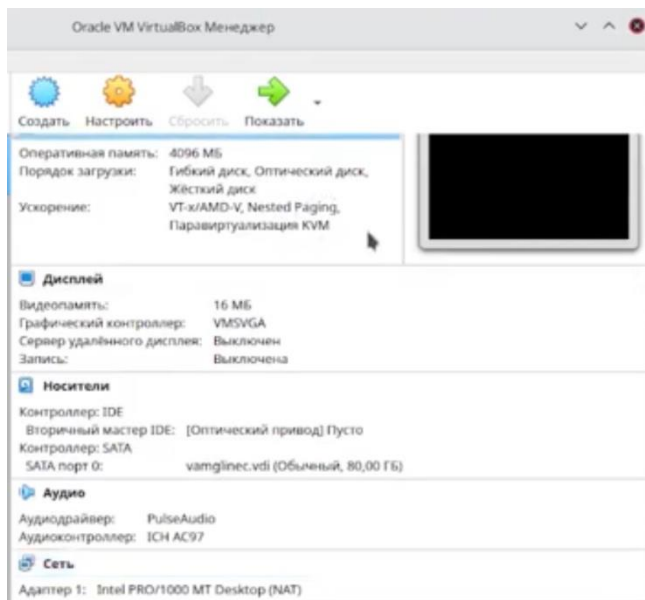 Oracle VM VirtualBox Менеджер
Создать Настроить Сбросить Показать
Оперативная память: 4096 МБ
Порядок загрузки: Гибкий диск, Оптический диск,
Жёсткий диск
Ускорение: VT-x/AMD-V, Nested Paging,
Паравиртуализация KVM
Дисплей
Видеопамять: 16 МБ
Графический контроллер: VMSVGA
Сервер удалённого дисплея: Выключен
Запись: Выключена
Носители
Контроллер: IDE
Вторичный мастер IDE: [Оптический привод] Пусто
Контроллер: SATA
SATA порт 0: vamglinec.vdi (Обычный, 80,00 ГБ)
Аудио
Аудиодрайвер: PulseAudio
Аудиоконтроллер: ICH AC97
Сеть
Адаптер 1: Intel PRO/1000 MT Desktop (NAT)